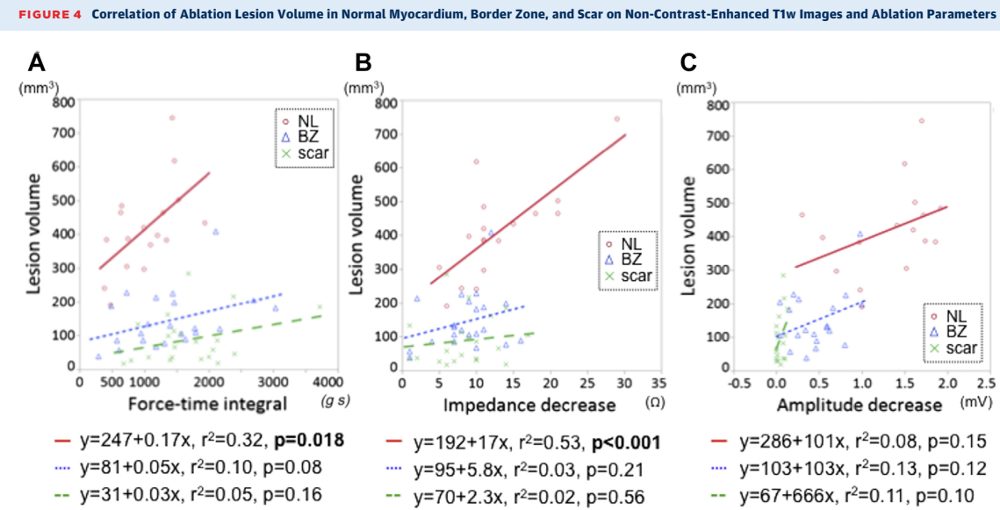 FIGURE 4 Correlation of Ablation Lesion Volume in Normal Myocardium, Border Zone, and Scar on Non-Contrast-Enhanced T1w Images and Ablation Parameters
A
(mm³)
800
700
600
500
400
300
200
100
0
Lesion volume
NL
BZ
scar
0 500 1000 2000 3000 4000
Force-time integral (g s)
y=247+0.17x, r²=0.32, p=0.018
y=81+0.05x, r²=0.10, p=0.08
y=31+0.03x, r²=0.05, p=0.16
B
(mm³)
800
700
600
500
400
300
200
100
0
Lesion volume
NL
BZ
scar
0 5 10 15 20 25 30 35
Impedance decrease (Ω)
y=192+17x, r²=0.53, p<0.001
y=95+5.8x, r²=0.03, p=0.21
y=70+2.3x, r²=0.02, p=0.56
C
(mm³)
800
700
600
500
400
300
200
100
0
Lesion volume
NL
BZ
scar
-0.5 0.0 0.5 1.0 1.5 2.0 2.5
Amplitude decrease (mV)
y=286+101x, r²=0.08, p=0.15
y=103+103x, r²=0.13, p=0.12
y=67+666x, r²=0.11, p=0.10